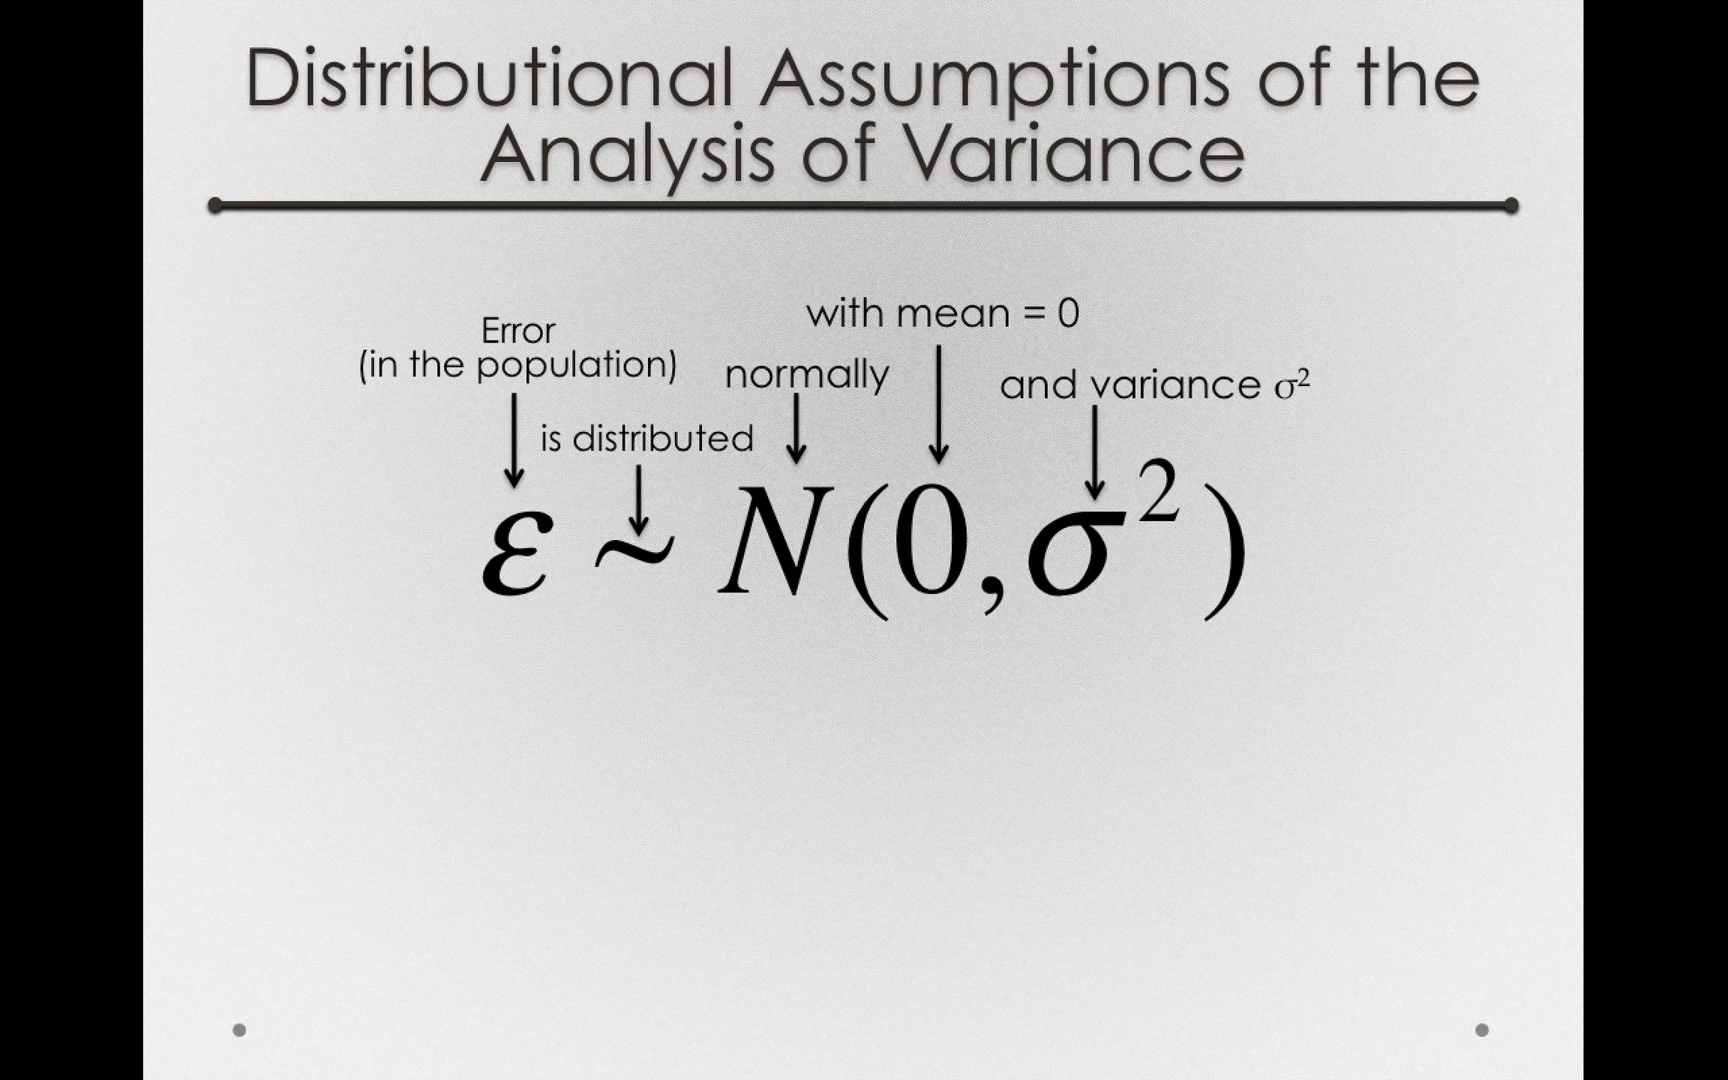 Distributional Assumptions of the
Analysis of Variance
Error
(in the population)
is distributed
normally
with mean = 0
and variance σ²
ε ~ N(0,σ²)